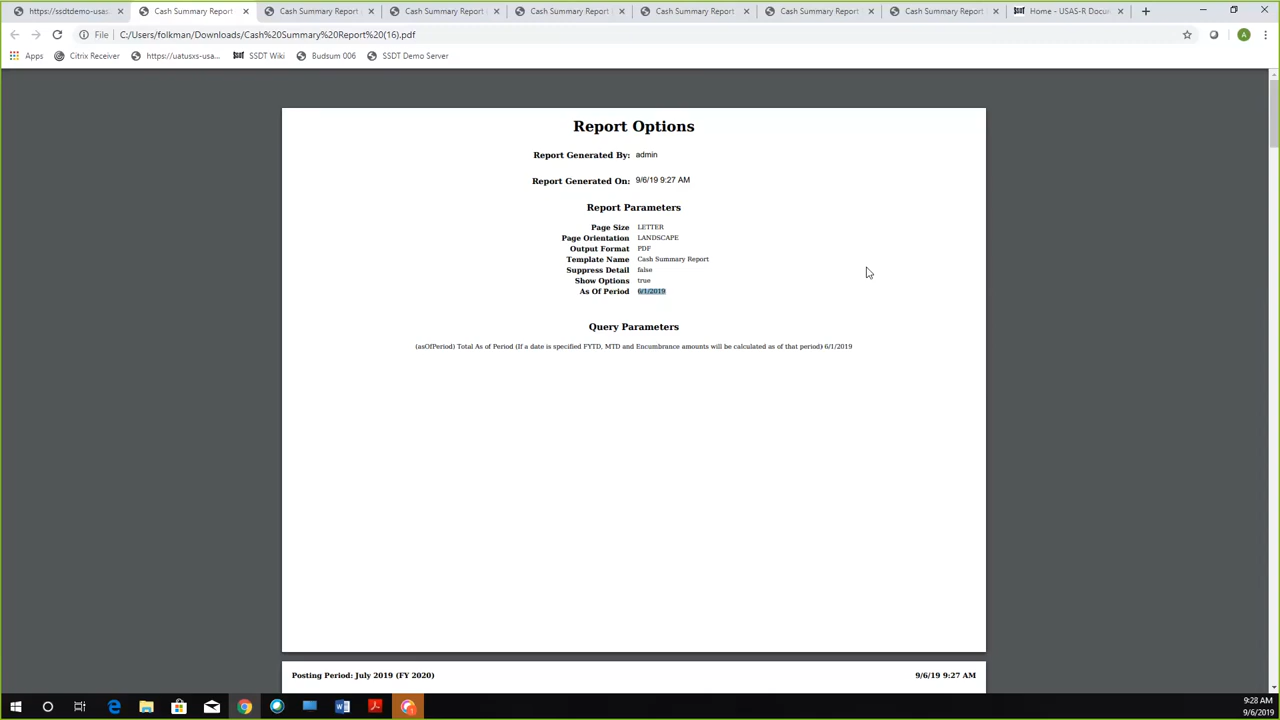 https://ssdtdemo-usas
Cash Summary Report
Cash Summary Report
Cash Summary Report
Cash Summary Report
Cash Summary Report
Cash Summary Report
Cash Summary Report
Home - USAS-R Docu
File
C:/Users/folkman/Downloads/Cash%20Summary%20Report%20(16).pdf
A
Apps
Citrix Receiver
https://uatusxs-usa...
SSDT Wiki
Budsum 006
SSDT Demo Server
Report Options
Report Generated By: admin
Report Generated On: 9/6/19 9:27 AM
Report Parameters
Page Size LETTER
Page Orientation LANDSCAPE
Output Format PDF
Template Name Cash Summary Report
Suppress Detail false
Show Options true
As Of Period 6/1/2019
Query Parameters
(asOfPeriod) Total As of Period (If a date is specified FYTD, MTD and Encumbrance amounts will be calculated as of that period) 6/1/2019
Posting Period: July 2019 (FY 2020) 9/6/19 9:27 AM
9:28 AM
9/6/2019